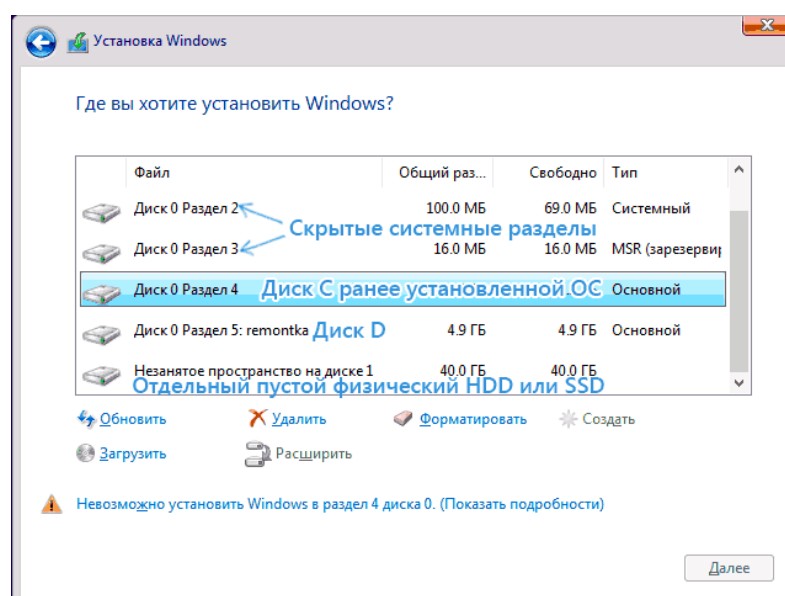 Установка Windows
Где вы хотите установить Windows?
Файл Общий раз... Свободно Тип
Диск 0 Раздел 2 100.0 МБ 69.0 МБ Системный
Скрытые системные разделы
Диск 0 Раздел 3 16.0 МБ 16.0 МБ MSR (зарезервир
Диск 0 Раздел 4 Диск C ранее установленной ОС Основной
Диск 0 Раздел 5: remontka Диск D 4.9 ГБ 4.9 ГБ Основной
Незанятое пространство на диске 1 40.0 ГБ 40.0 ГБ
Отдельный пустой физический HDD или SSD
Обновить Удалить Форматировать Создать
Загрузить Расширить
Невозможно установить Windows в раздел 4 диска 0. (Показать подробности)
Далее